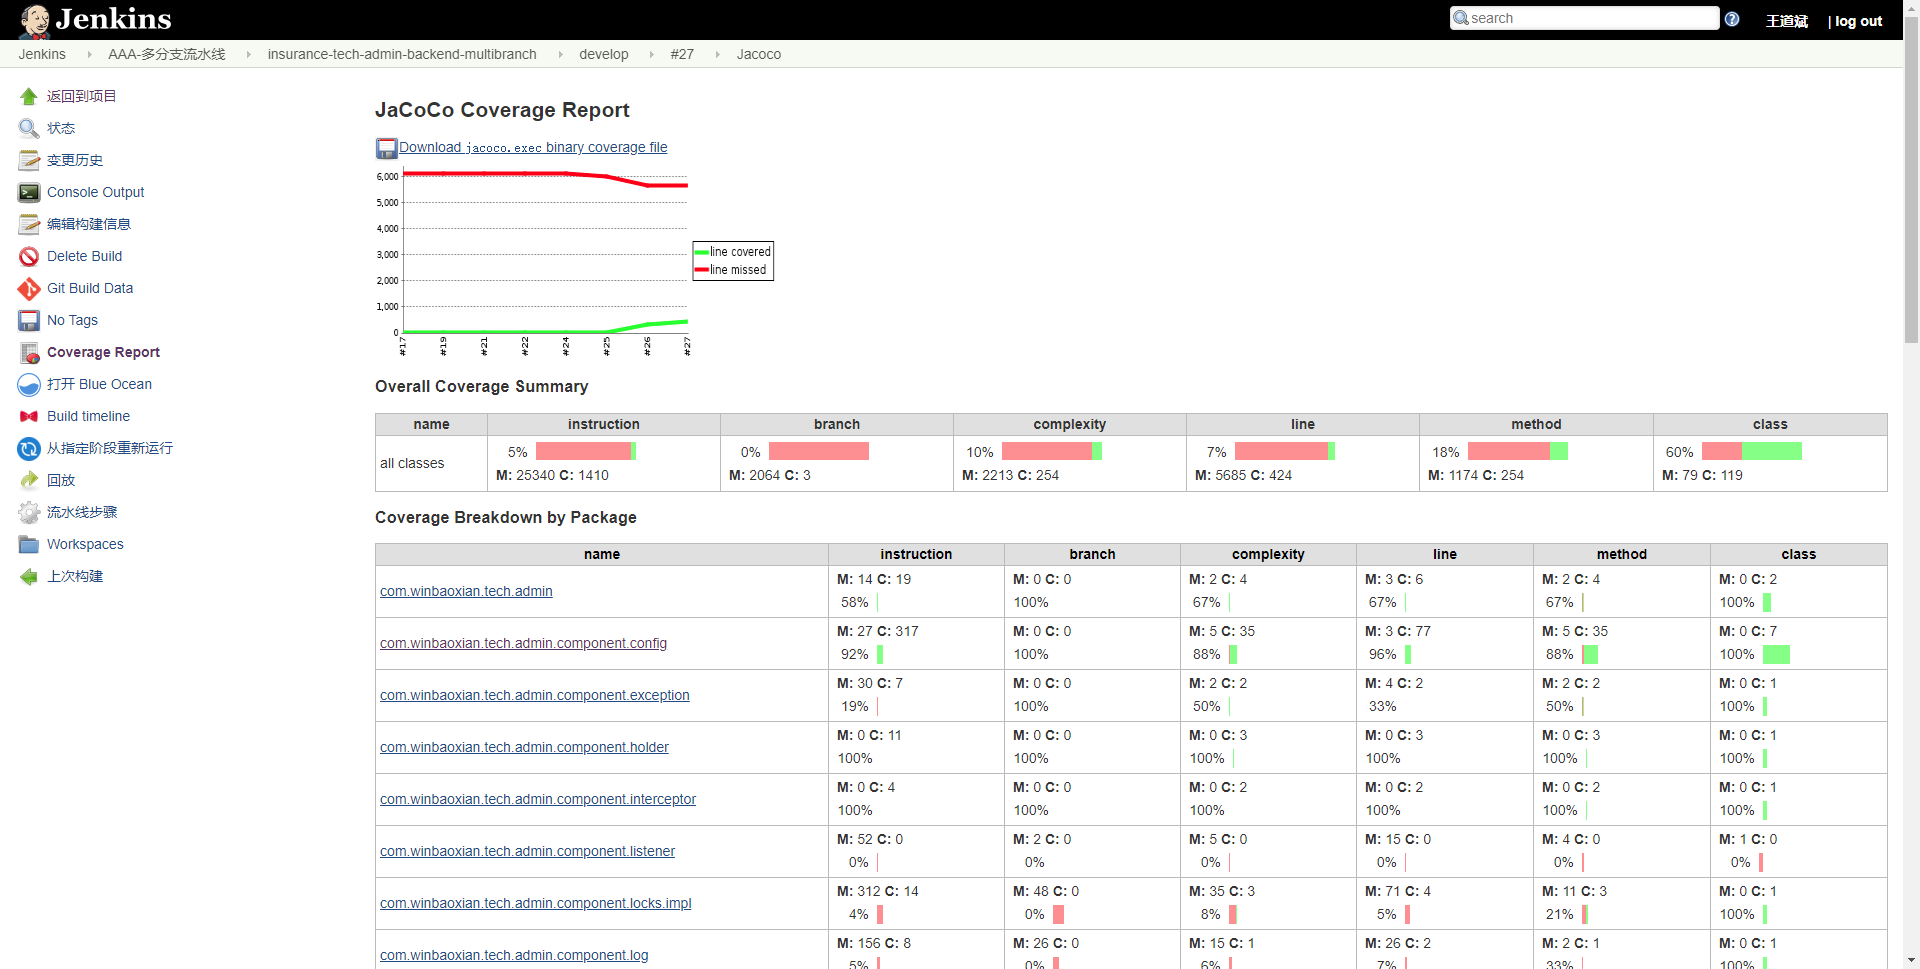 Jenkins
search
王道斌
| log out
Jenkins
AAA-多分支流水线
insurance-tech-admin-backend-multibranch
develop
#27
Jacoco
返回到项目
状态
变更历史
Console Output
编辑构建信息
Delete Build
Git Build Data
No Tags
Coverage Report
打开 Blue Ocean
Build timeline
从指定阶段重新运行
回放
流水线步骤
Workspaces
上次构建
JaCoCo Coverage Report
Download jacoco.exec binary coverage file
6,000
5,000
4,000
3,000
2,000
1,000
0
#17 #19 #21 #22 #24 #25 #26 #27
line covered
line missed
Overall Coverage Summary
name instruction branch complexity line method class
all classes
5% 0% 10% 7% 18% 60%
M: 25340 C: 1410 M: 2064 C: 3 M: 2213 C: 254 M: 5685 C: 424 M: 1174 C: 254 M: 79 C: 119
Coverage Breakdown by Package
name instruction branch complexity line method class
com.winbaoxian.tech.admin
M: 14 C: 19 M: 0 C: 0 M: 2 C: 4 M: 3 C: 6 M: 2 C: 4 M: 0 C: 2
58% 100% 67% 67% 67% 100%
com.winbaoxian.tech.admin.component.config
M: 27 C: 317 M: 0 C: 0 M: 5 C: 35 M: 3 C: 77 M: 5 C: 35 M: 0 C: 7
92% 100% 88% 96% 88% 100%
com.winbaoxian.tech.admin.component.exception
M: 30 C: 7 M: 0 C: 0 M: 2 C: 2 M: 4 C: 2 M: 2 C: 2 M: 0 C: 1
19% 100% 50% 33% 50% 100%
com.winbaoxian.tech.admin.component.holder
M: 0 C: 11 M: 0 C: 0 M: 0 C: 3 M: 0 C: 3 M: 0 C: 3 M: 0 C: 1
100% 100% 100% 100% 100% 100%
com.winbaoxian.tech.admin.component.interceptor
M: 0 C: 4 M: 0 C: 0 M: 0 C: 2 M: 0 C: 2 M: 0 C: 2 M: 0 C: 1
100% 100% 100% 100% 100% 100%
com.winbaoxian.tech.admin.component.listener
M: 52 C: 0 M: 2 C: 0 M: 5 C: 0 M: 15 C: 0 M: 4 C: 0 M: 1 C: 0
0% 0% 0% 0% 0% 0%
com.winbaoxian.tech.admin.component.locks.impl
M: 312 C: 14 M: 48 C: 0 M: 35 C: 3 M: 71 C: 4 M: 11 C: 3 M: 0 C: 1
4% 0% 8% 5% 21% 100%
com.winbaoxian.tech.admin.component.log
M: 156 C: 8 M: 26 C: 0 M: 15 C: 1 M: 26 C: 2 M: 2 C: 1 M: 0 C: 1
5% 0% 6% 7% 33% 100%